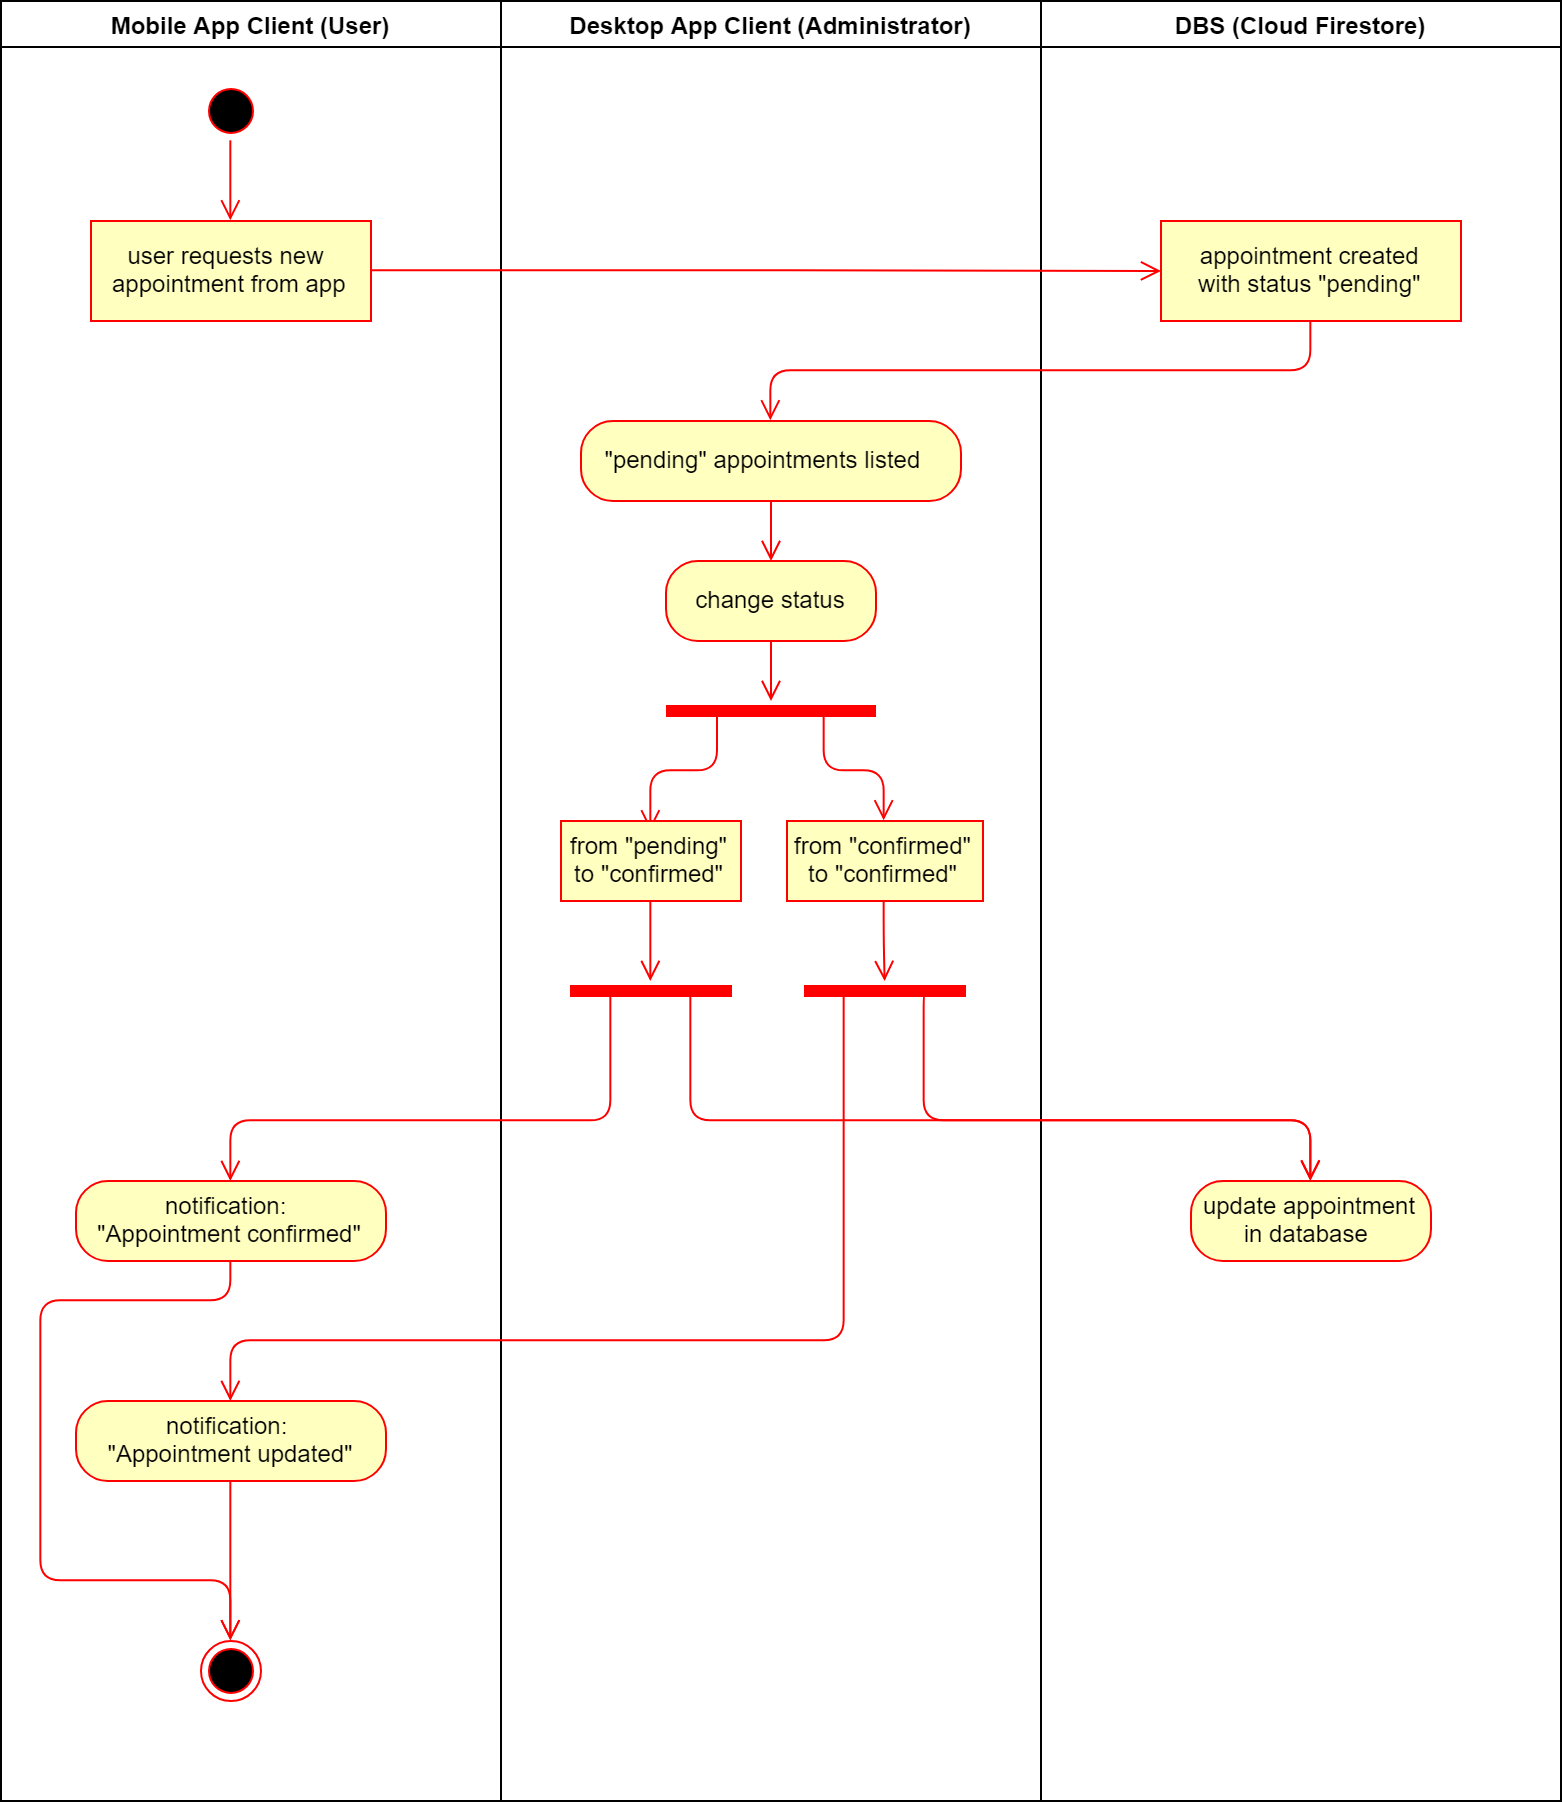 Mobile App Client (User)
Desktop App Client (Administrator)
DBS (Cloud Firestore)
user requests new
appointment from app
appointment created
with status "pending"
"pending" appointments listed
change status
from "pending"
to "confirmed"
from "confirmed"
to "confirmed"
notification:
"Appointment confirmed"
update appointment
in database
notification:
"Appointment updated"